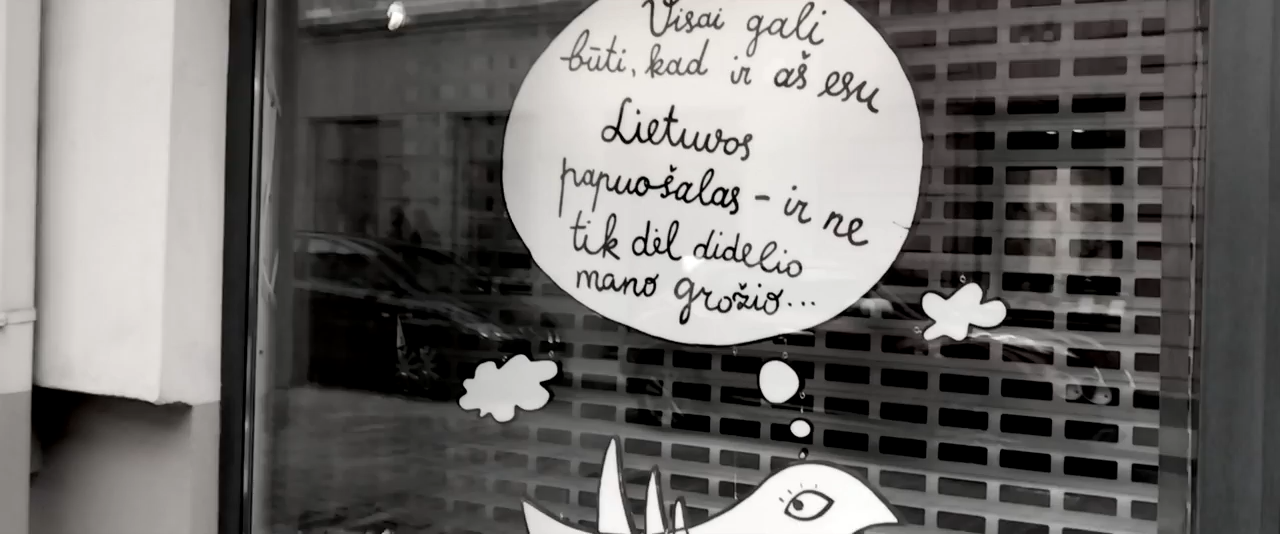 Visai gali
būti, kad ir aš esu
Lietuvos
papuošalas - ir ne
tik dėl didelio
mano grožio...